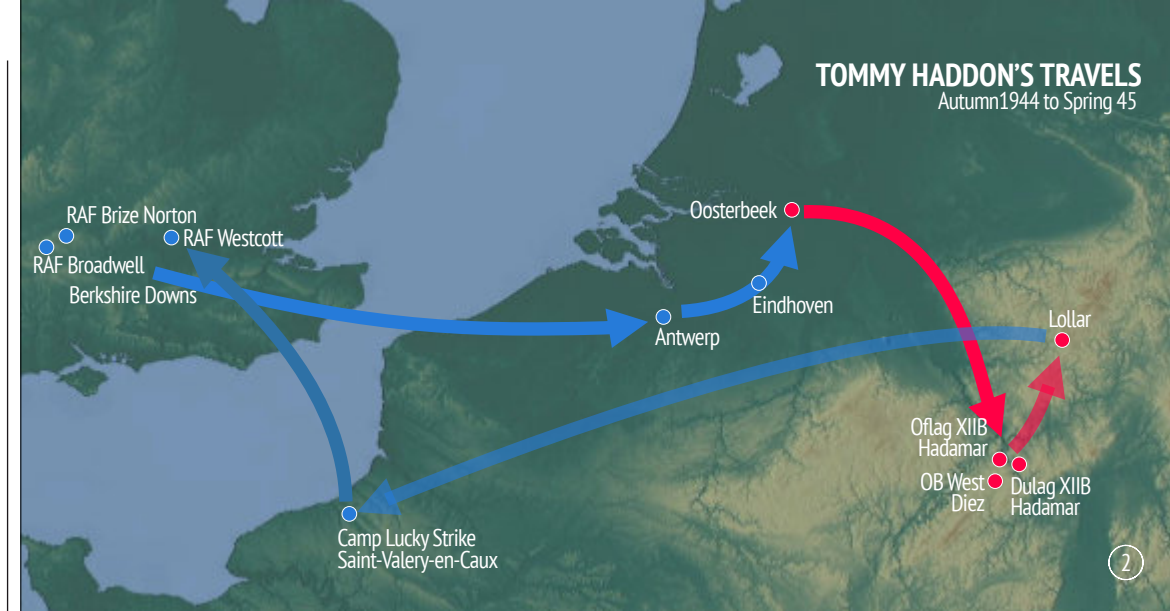 TOMMY HADDON'S TRAVELS
Autumn1944 to Spring 45
RAF Brize Norton
RAF Westcott
RAF Broadwell
Berkshire Downs
Oosterbeek
Eindhoven
Antwerp
Lollar
Oflag XIIB
Hadamar
OB West
Diez
Dulag XIIB
Hadamar
Camp Lucky Strike
Saint-Valery-en-Caux
2